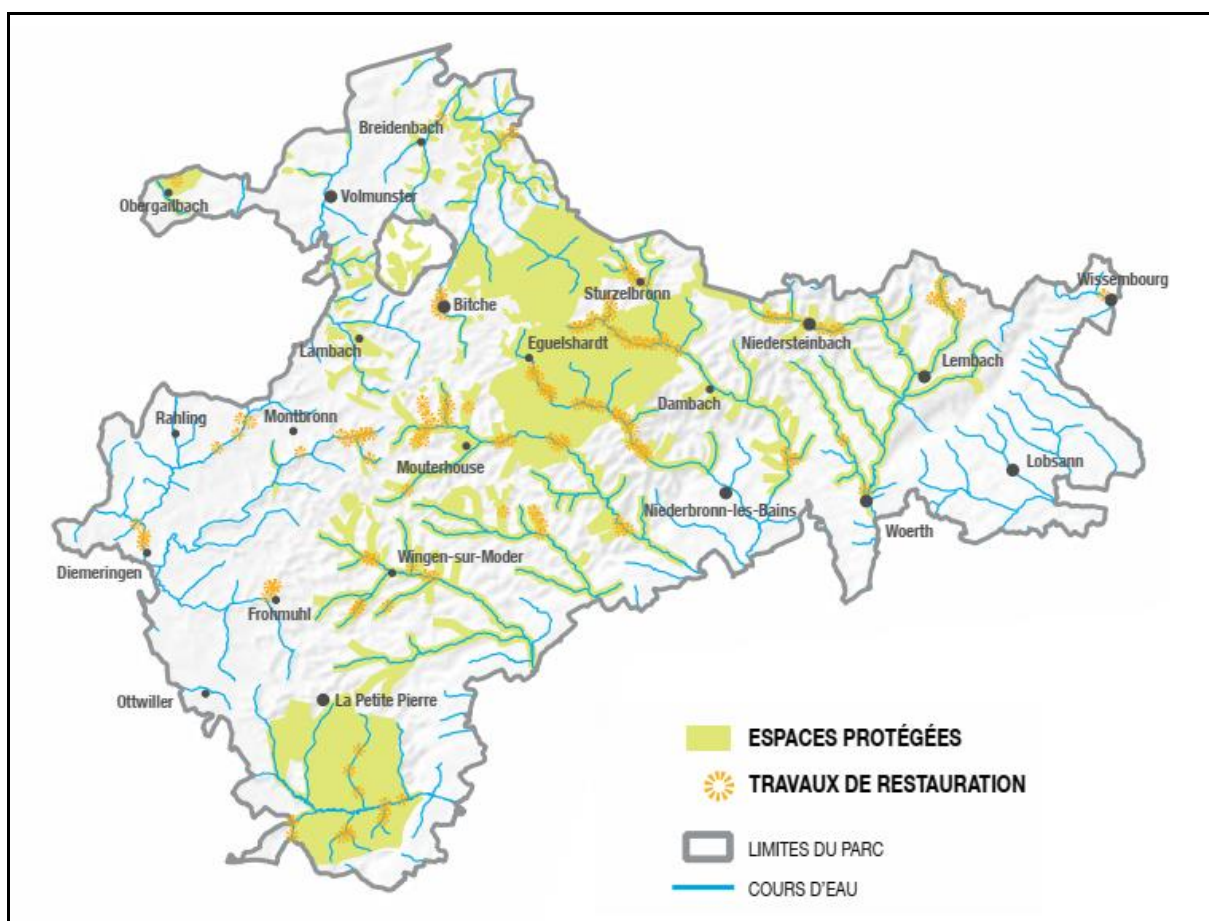 Breidenbach
Obergailbach
Volmunster
Bitche
Sturzelbronn
Wissembourg
Lambach
Eguelshardt
Niedersteinbach
Lembach
Rahling
Montbronn
Dambach
Mouterhouse
Lobsann
Niederbronn-les-Bains
Woerth
Diemeringen
Wingen-sur-Moder
Frohmuhl
Ottwiller
La Petite Pierre
ESPACES PROTÉGÉES
TRAVAUX DE RESTAURATION
LIMITES DU PARC
COURS D'EAU